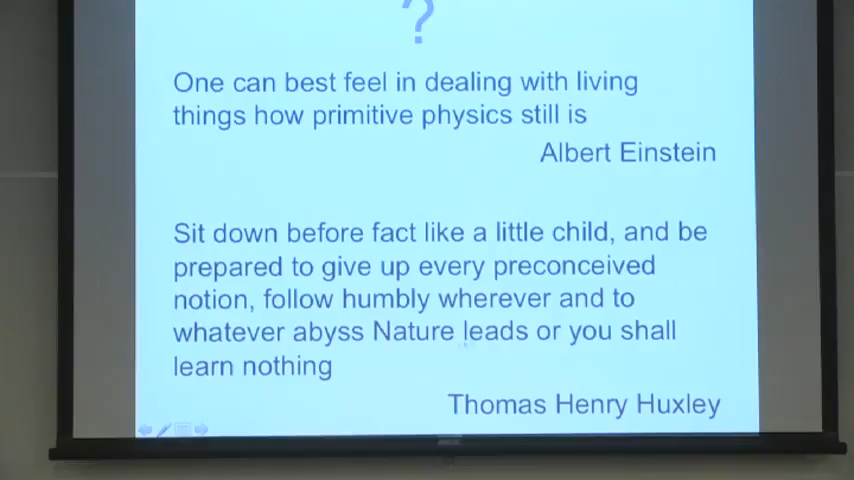 ?
One can best feel in dealing with living
things how primitive physics still is
Albert Einstein
Sit down before fact like a little child, and be
prepared to give up every preconceived
notion, follow humbly wherever and to
whatever abyss Nature leads or you shall
learn nothing
Thomas Henry Huxley